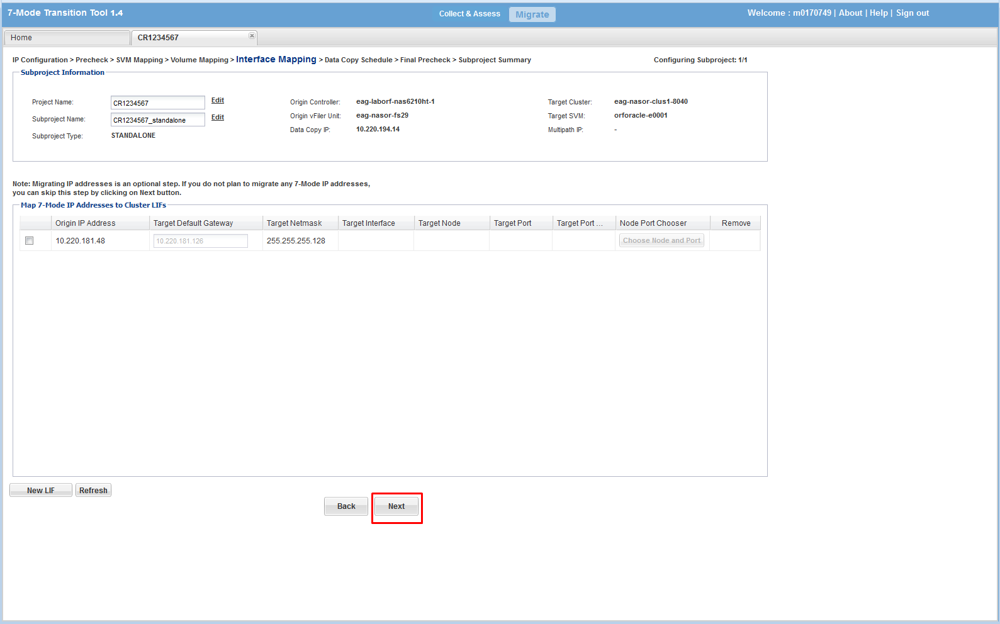 7-Mode Transition Tool 1.4
Collect & Assess
Migrate
Welcome : m0170749 | About | Help | Sign out
Home
CR1234567
IP Configuration > Precheck > SVM Mapping > Volume Mapping > Interface Mapping > Data Copy Schedule > Final Precheck > Subproject Summary
Configuring Subproject: 1/1
Subproject Information
Project Name: CR1234567 Edit
Subproject Name: CR1234567_standalone Edit
Subproject Type: STANDALONE
Origin Controller: eag-laborf-nas6210ht-1
Origin vFiler Unit: eag-nasor-fs29
Data Copy IP: 10.220.194.14
Target Cluster: eag-nasor-clus1-8040
Target SVM: orforacle-e0001
Multipath IP: -
Note: Migrating IP addresses is an optional step. If you do not plan to migrate any 7-Mode IP addresses,
you can skip this step by clicking on Next button.
Map 7-Mode IP Addresses to Cluster LIFs
Origin IP Address Target Default Gateway Target Netmask Target Interface Target Node Target Port Target Port ... Node Port Chooser Remove
10.220.181.48 10.220.181.126 255.255.255.128 Choose Node and Port
New LIF Refresh
Back Next